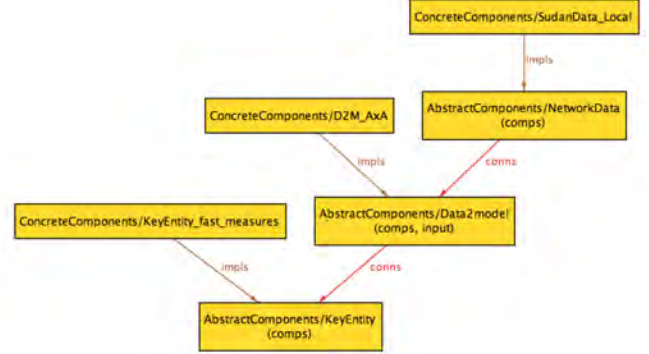 ConcreteComponents/SudanData_Local
impls
ConcreteComponents/D2M_AxA
AbstractComponents/NetworkData
(comps)
impls
conns
ConcreteComponents/KeyEntity_fast_measures
AbstractComponents/Data2model
(comps, input)
impls
conns
AbstractComponents/KeyEntity
(comps)